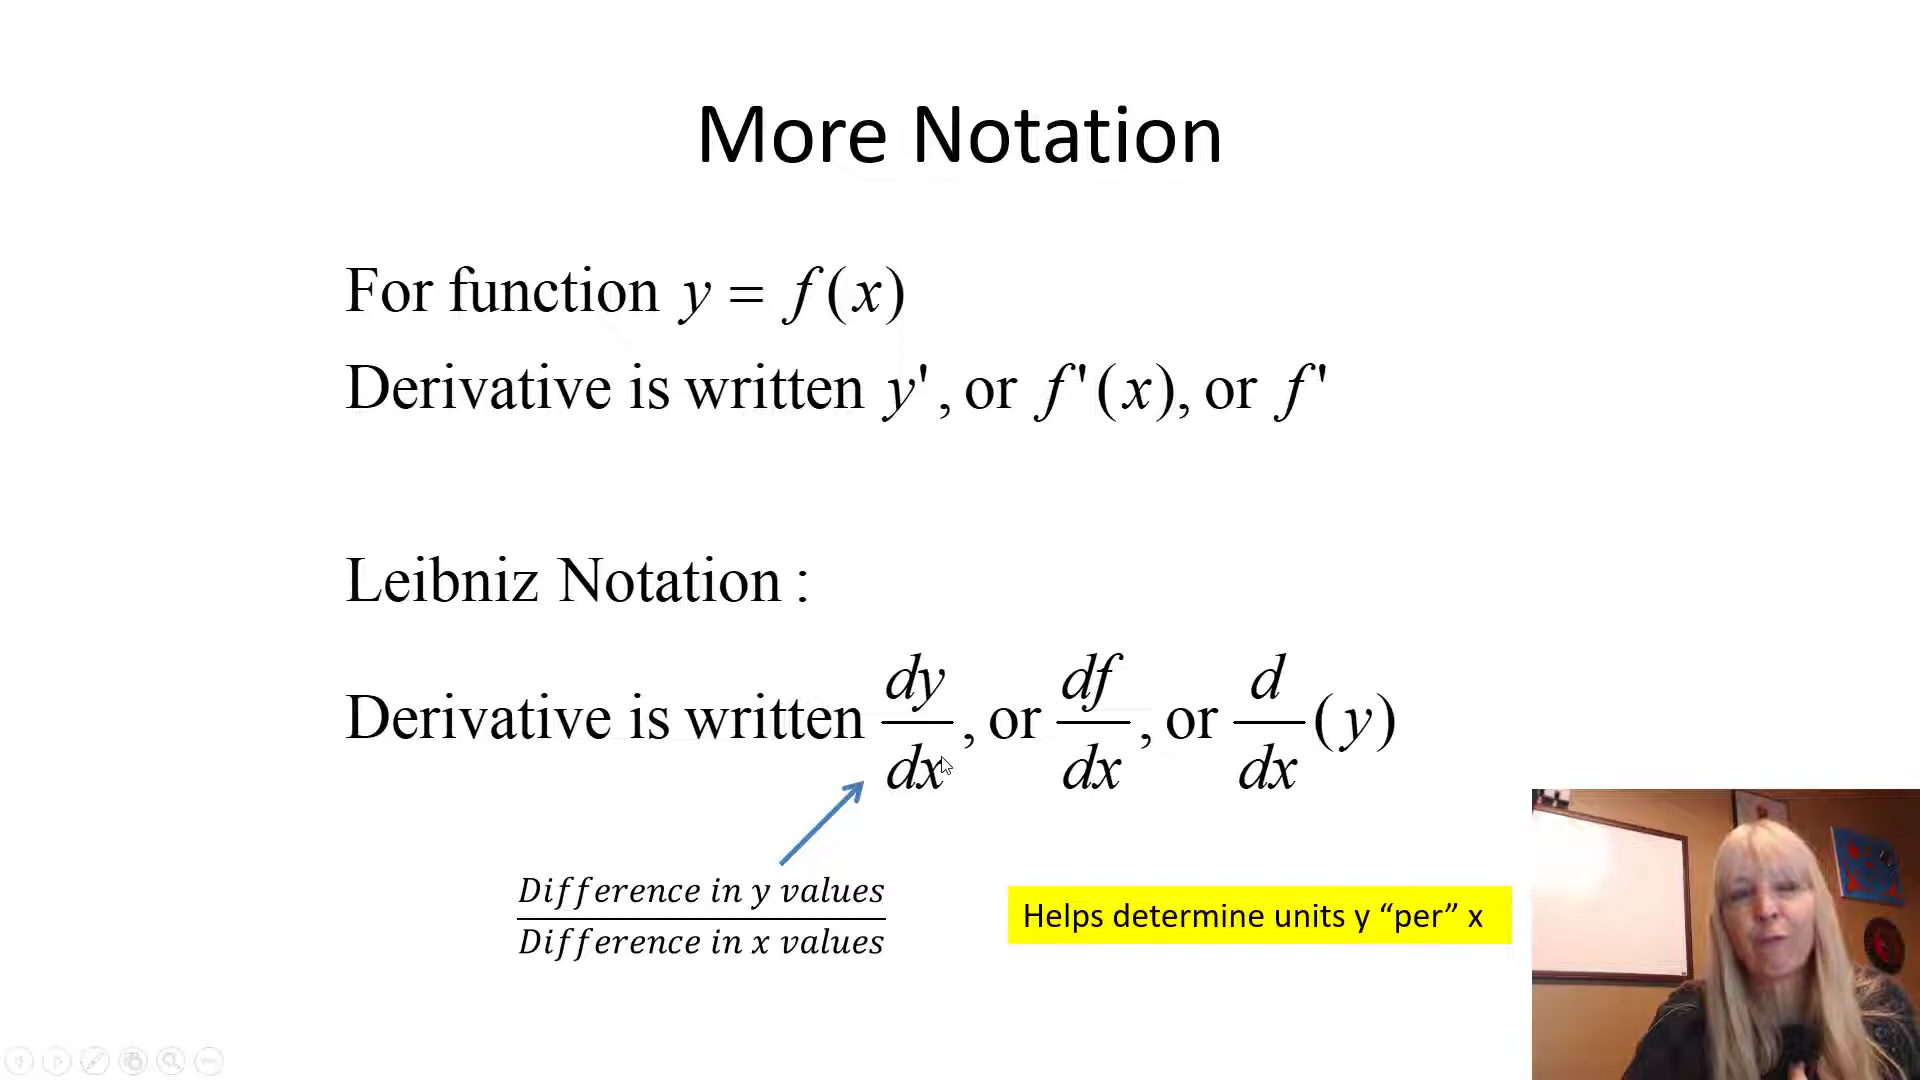 More Notation
For function y = f(x)
Derivative is written y', or f'(x), or f'
Leibniz Notation :
Derivative is written dy/dx, or df/dx, or d/dx (y)
Difference in y values
Difference in x values
Helps determine units y “per” x